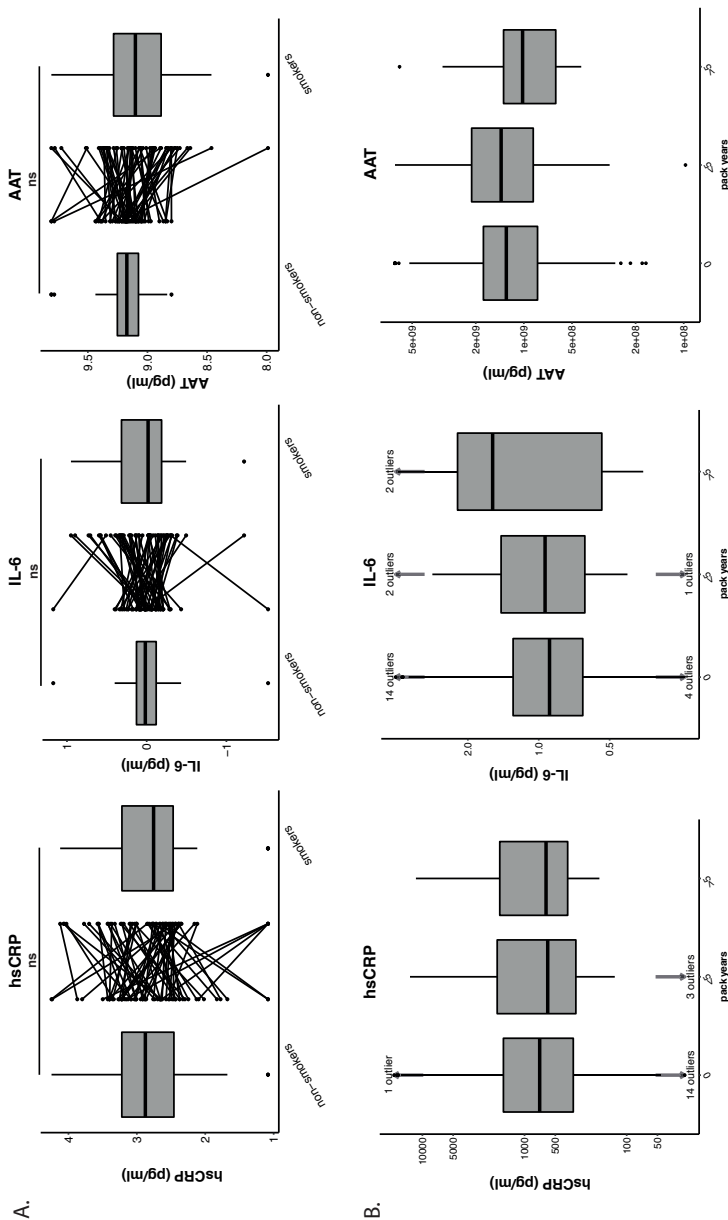 A.
hsCRP
ns
hsCRP (pg/ml)
4
3
2
1
non−smokers
smokers
IL-6
ns
IL-6 (pg/ml)
1
0
−1
non−smokers
smokers
AAT
ns
AAT (pg/ml)
9.5
9.0
8.5
8.0
non−smokers
smokers
B.
hsCRP
hsCRP (pg/ml)
10000
5000
1000
500
100
50
1 outlier
14 outliers
3 outliers
0
pack years
IL-6
IL-6 (pg/ml)
2.0
1.0
0.5
14 outliers
2 outliers
2 outliers
4 outliers
1 outliers
0
pack years
AAT
AAT (pg/ml)
5e+09
2e+09
1e+09
5e+08
2e+08
1e+08
0
pack years